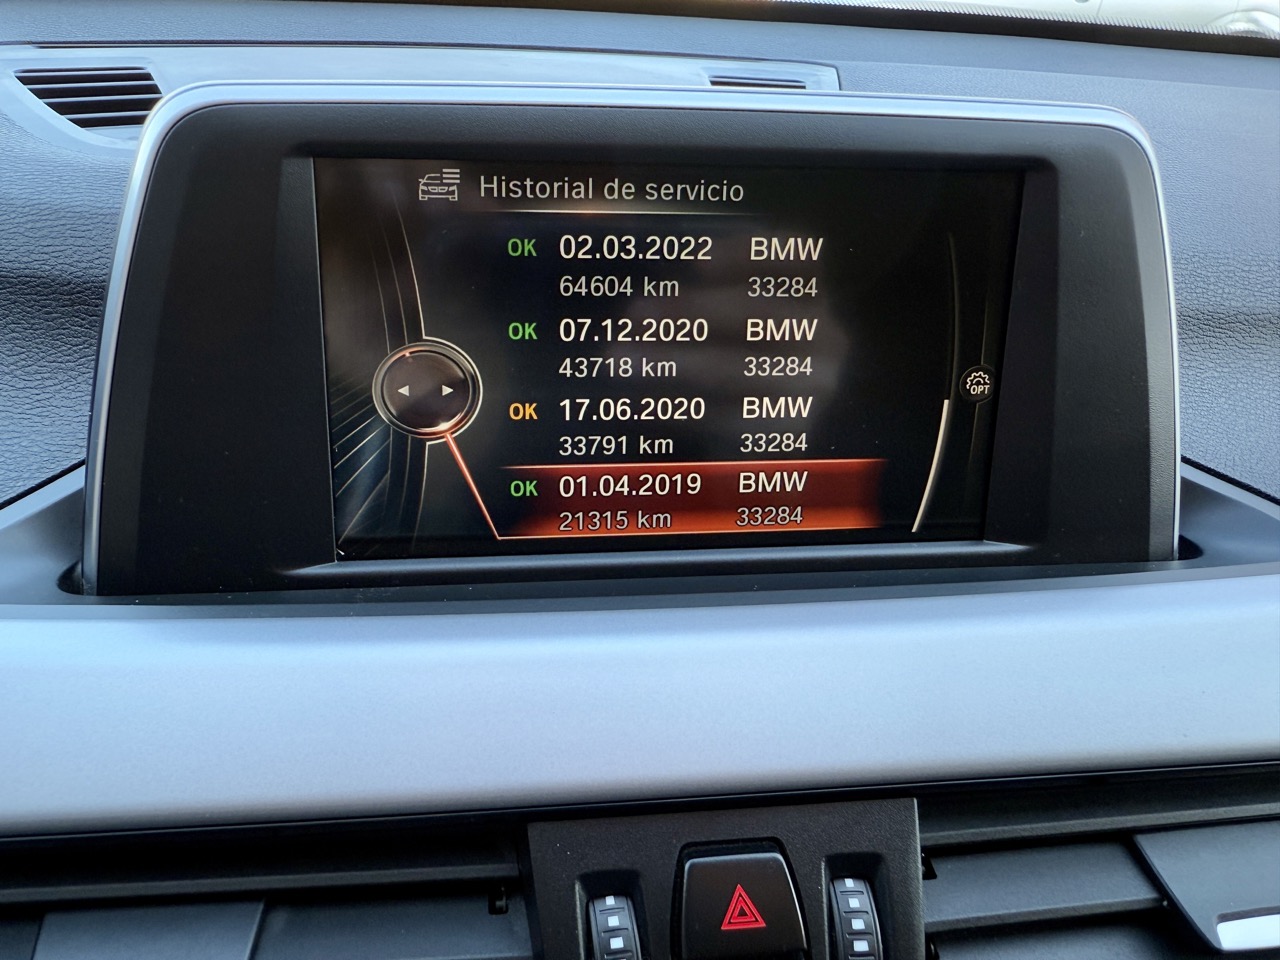 Historial de servicio
OK 02.03.2022 BMW
64604 km 33284
OK 07.12.2020 BMW
43718 km 33284
OK 17.06.2020 BMW
33791 km 33284
OK 01.04.2019 BMW
21315 km 33284
OPT